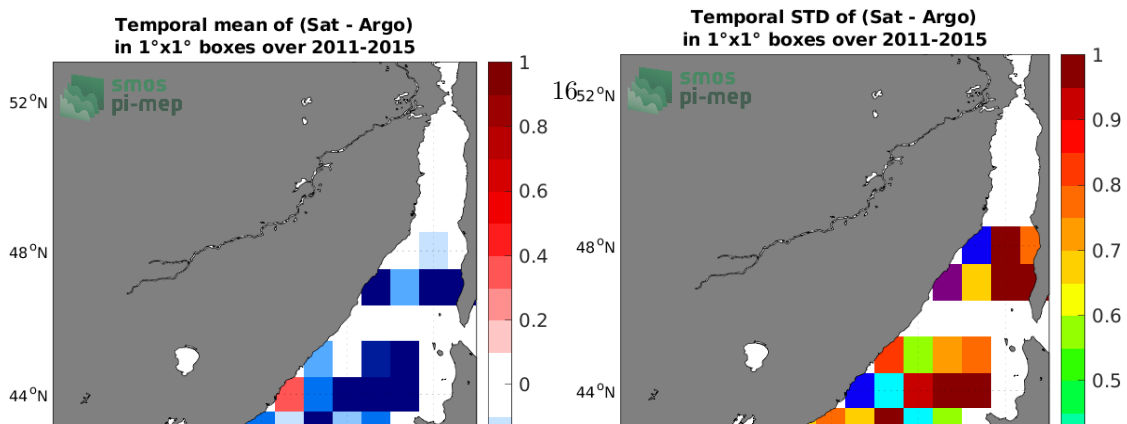 Temporal mean of (Sat - Argo)
in 1°x1° boxes over 2011-2015
smos
pi-mep
52°N
48°N
44°N
1
0.8
0.6
0.4
0.2
0
16
Temporal STD of (Sat - Argo)
in 1°x1° boxes over 2011-2015
smos
pi-mep
52°N
48°N
44°N
1
0.9
0.8
0.7
0.6
0.5